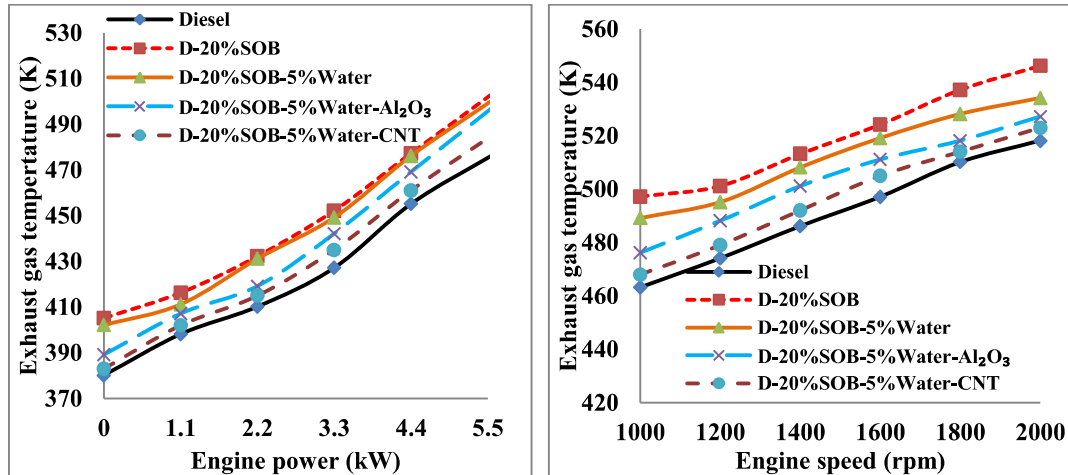 Exhaust gas tempertature (K)
530
510
490
470
450
430
410
390
370
Diesel
D-20%SOB
D-20%SOB-5%Water
D-20%SOB-5%Water-Al₂O₃
D-20%SOB-5%Water-CNT
0 1.1 2.2 3.3 4.4 5.5
Engine power (kW)
Exhaust gas temperature (K)
560
540
520
500
480
460
440
420
Diesel
D-20%SOB
D-20%SOB-5%Water
D-20%SOB-5%Water-Al₂O₃
D-20%SOB-5%Water-CNT
1000 1200 1400 1600 1800 2000
Engine speed (rpm)